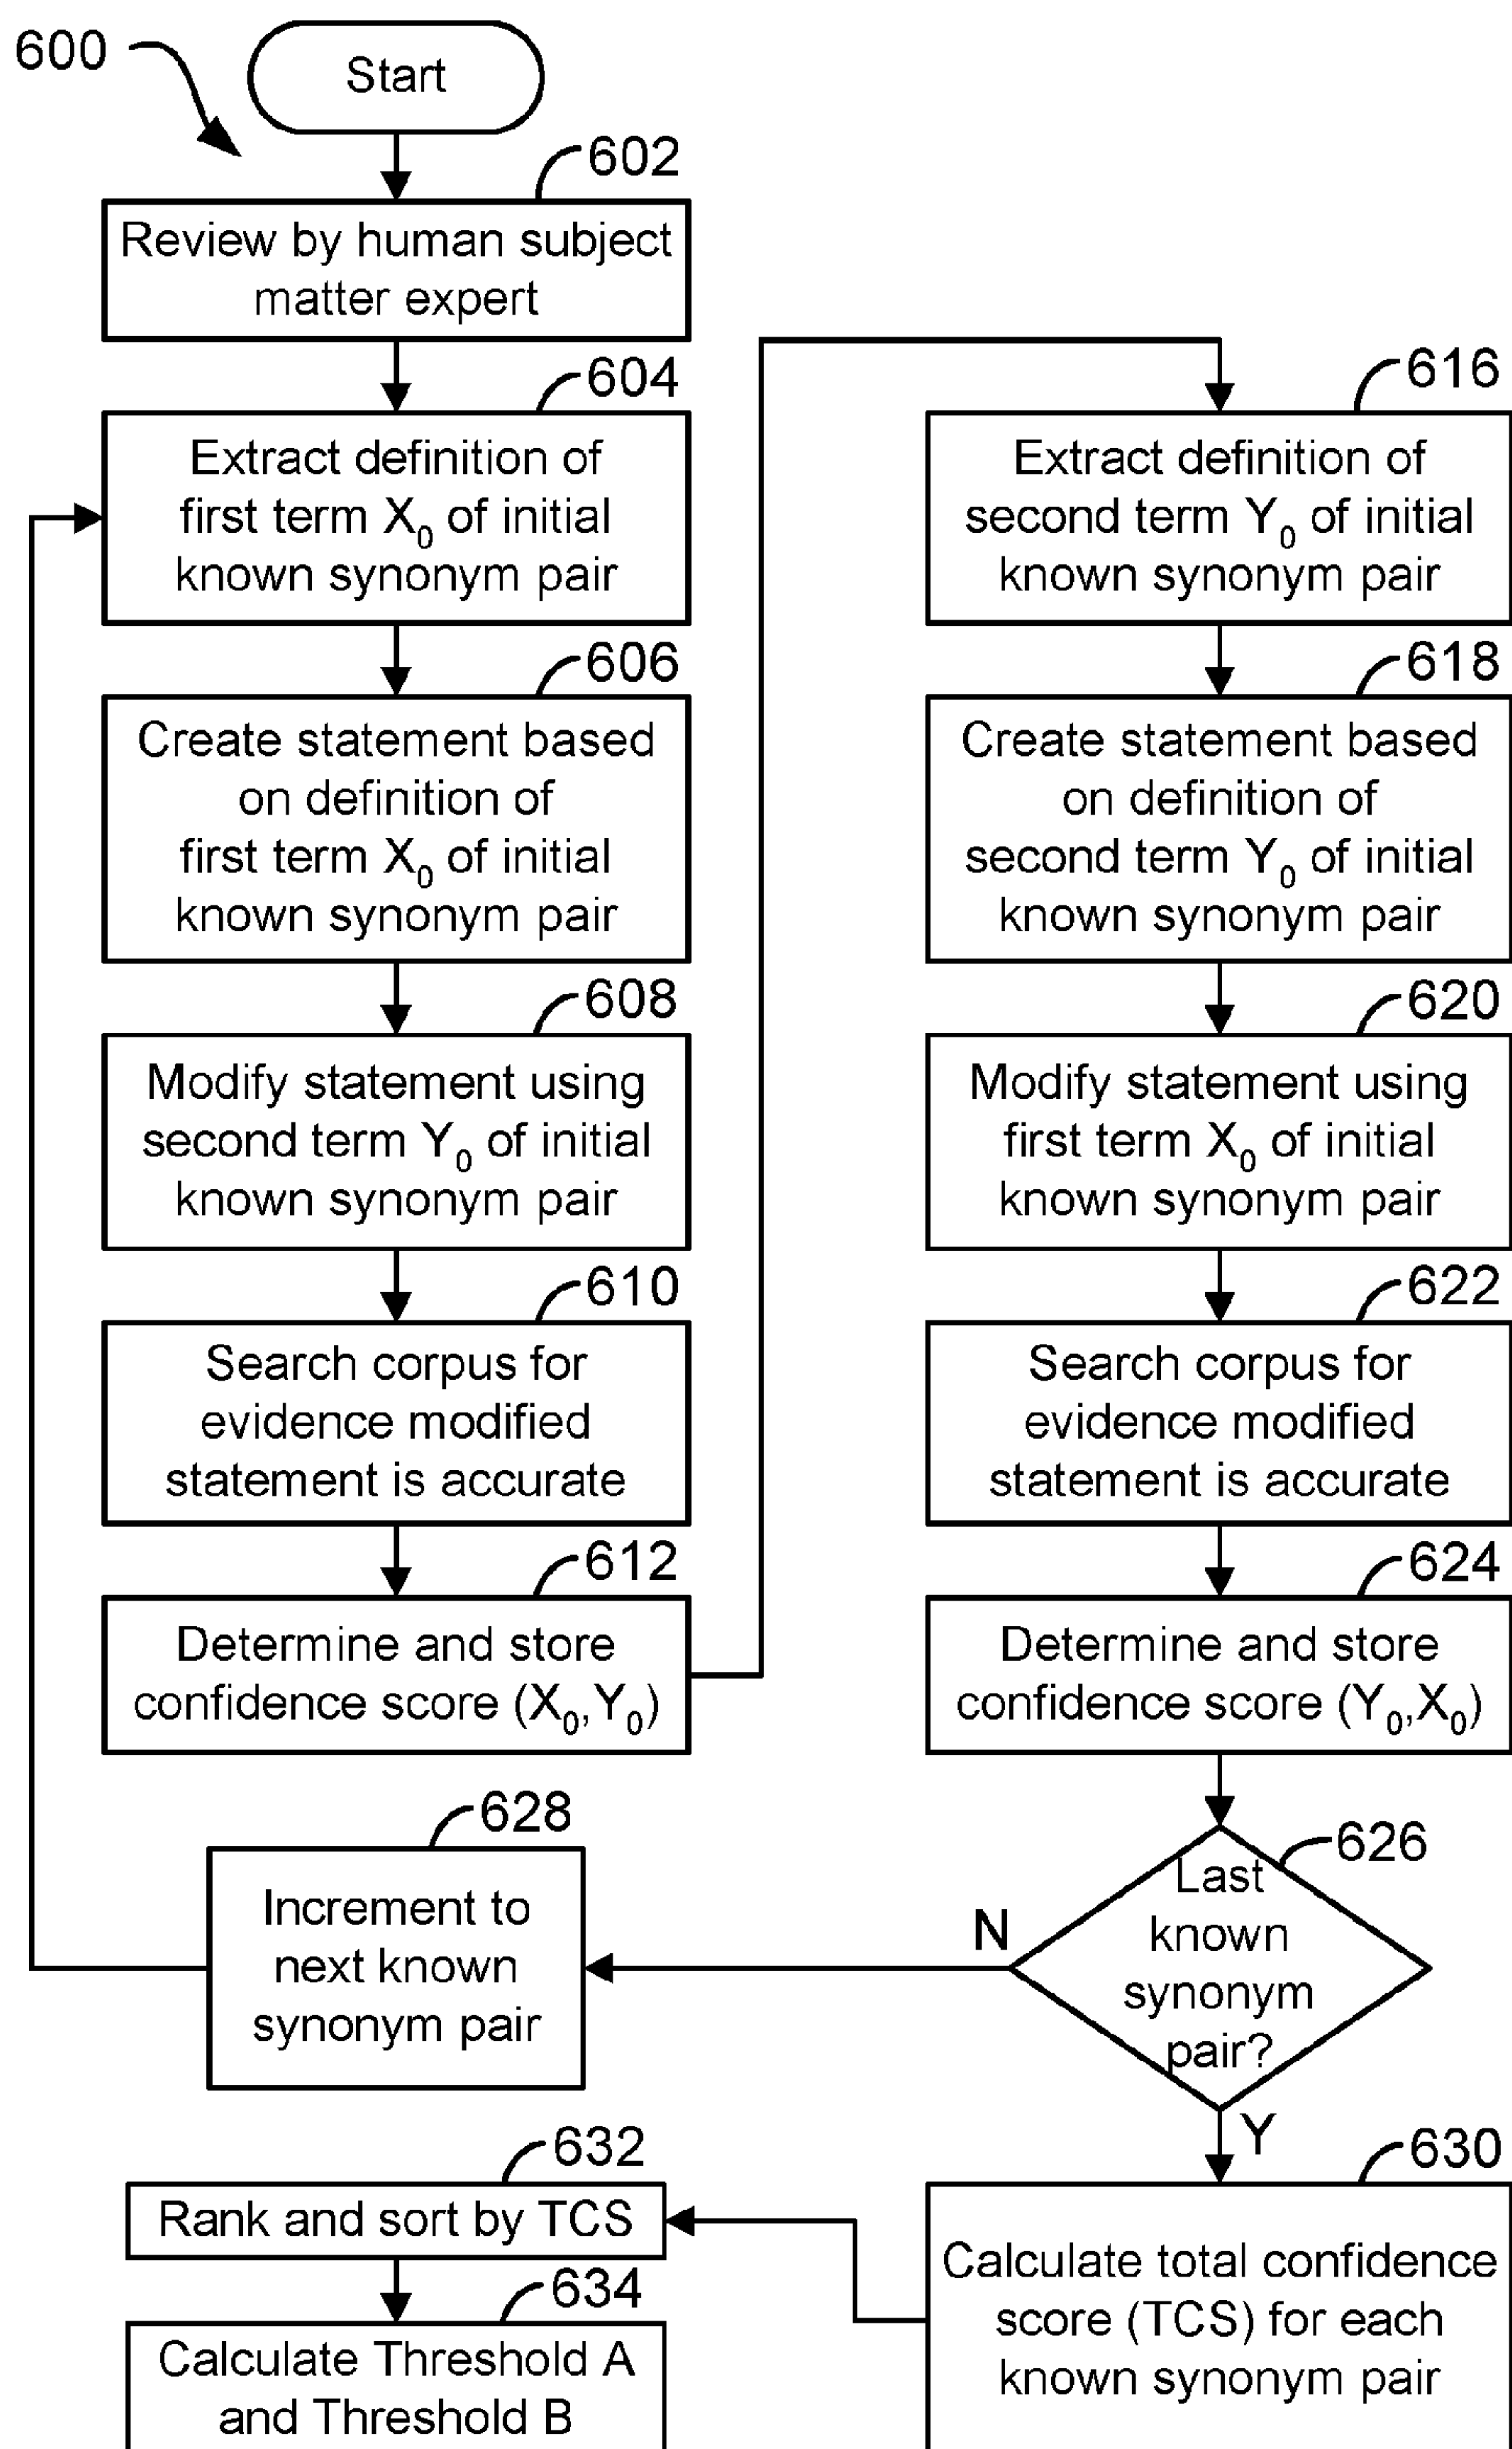 600
Start
602
Review by human subject
matter expert
604
Extract definition of
first term X₀ of initial
known synonym pair
606
Create statement based
on definition of
first term X₀ of initial
known synonym pair
608
Modify statement using
second term Y₀ of initial
known synonym pair
610
Search corpus for
evidence modified
statement is accurate
612
Determine and store
confidence score (X₀,Y₀)
616
Extract definition of
second term Y₀ of initial
known synonym pair
618
Create statement based
on definition of
second term Y₀ of initial
known synonym pair
620
Modify statement using
first term X₀ of initial
known synonym pair
622
Search corpus for
evidence modified
statement is accurate
624
Determine and store
confidence score (Y₀,X₀)
626
Last
known
synonym
pair?
N
628
Increment to
next known
synonym pair
Y
630
Calculate total confidence
score (TCS) for each
known synonym pair
632
Rank and sort by TCS
634
Calculate Threshold A
and Threshold B